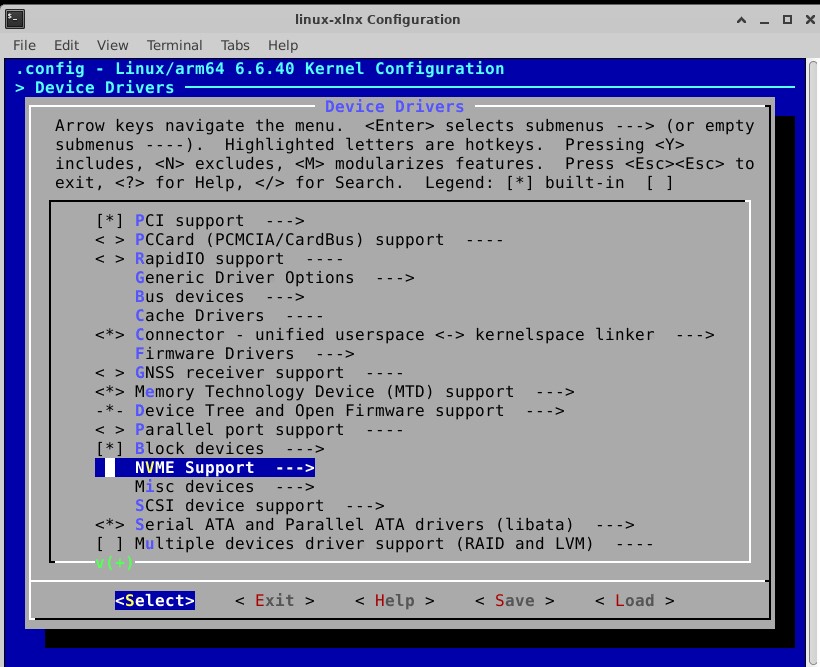 linux-xlnx Configuration
File Edit View Terminal Tabs Help
.config - Linux/arm64 6.6.40 Kernel Configuration
> Device Drivers
Device Drivers
Arrow keys navigate the menu.  <Enter> selects submenus ---> (or empty
submenus ----).  Highlighted letters are hotkeys.  Pressing <Y>
includes, <N> excludes, <M> modularizes features.  Press <Esc><Esc> to
exit, <?> for Help, </> for Search.  Legend: [*] built-in  [ ]
[*] PCI support  --->
< > PCCard (PCMCIA/CardBus) support  ----
< > RapidIO support  ----
Generic Driver Options  --->
Bus devices  --->
Cache Drivers  ----
<*> Connector - unified userspace <-> kernelspace linker  --->
Firmware Drivers  --->
< > GNSS receiver support  ----
<*> Memory Technology Device (MTD) support  --->
-*- Device Tree and Open Firmware support  --->
< > Parallel port support  ----
[*] Block devices  --->
NVME Support  --->
Misc devices  --->
SCSI device support  --->
<*> Serial ATA and Parallel ATA drivers (libata)  --->
[ ] Multiple devices driver support (RAID and LVM)  ----
v(+)
<Select>    < Exit >    < Help >    < Save >    < Load >